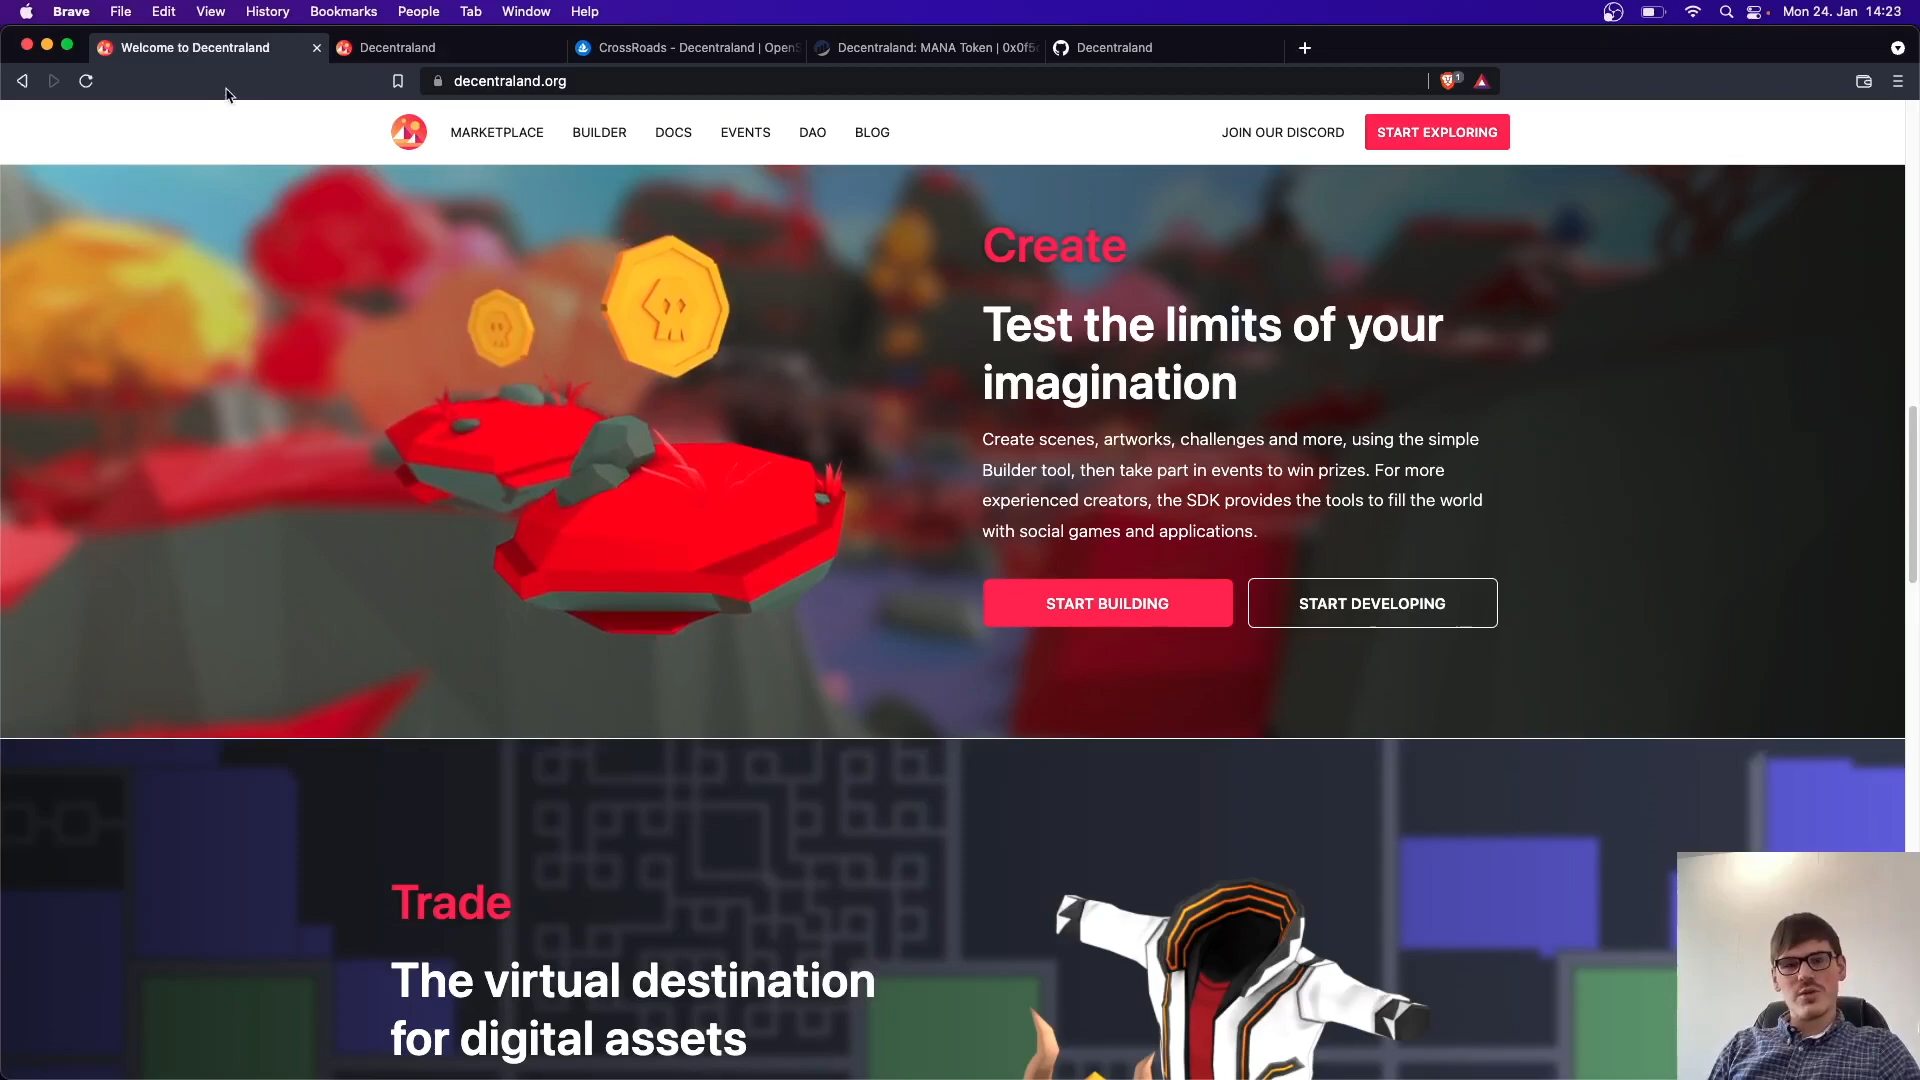 Brave File Edit View History Bookmarks People Tab Window Help
Mon 24. Jan 14:23
Welcome to Decentraland
Decentraland
CrossRoads - Decentraland | Open
Decentraland: MANA Token | 0x0f5
Decentraland
decentraland.org
1
MARKETPLACE BUILDER DOCS EVENTS DAO BLOG
JOIN OUR DISCORD
START EXPLORING
Create
Test the limits of your
imagination
Create scenes, artworks, challenges and more, using the simple
Builder tool, then take part in events to win prizes. For more
experienced creators, the SDK provides the tools to fill the world
with social games and applications.
START BUILDING
START DEVELOPING
Trade
The virtual destination
for digital assets